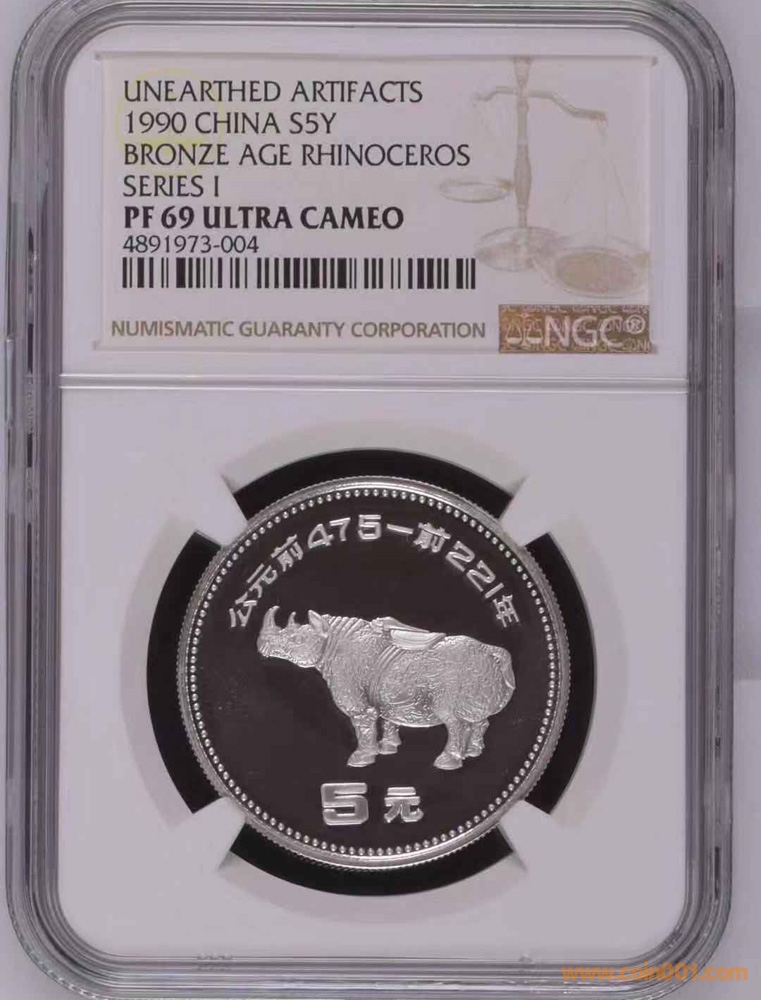 UNEARTHED ARTIFACTS
1990 CHINA S5Y
BRONZE AGE RHINOCEROS
SERIES I
PF 69 ULTRA CAMEO
4891973-004
NUMISMATIC GUARANTY CORPORATION
NGC®
公元前475—前221年
5元
www.coin001.com